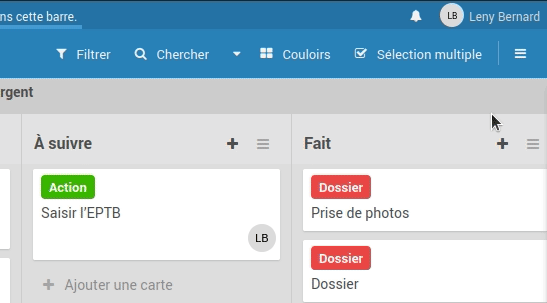 ns cette barre.
LB Leny Bernard
Filtrer Chercher Couloirs Sélection multiple
rgent
À suivre
Fait
Action
Saisir l'EPTB
LB
Ajouter une carte
Dossier
Prise de photos
Dossier
Dossier